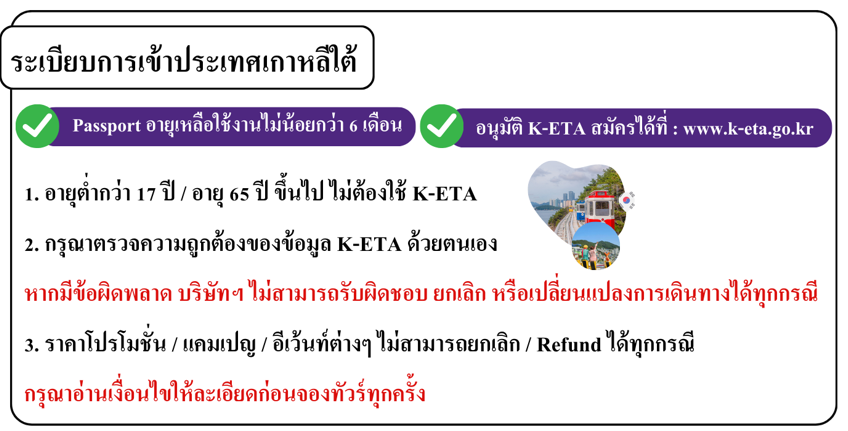 ระเบียบการเข้าประเทศเกาหลีใต้
Passport อายุเหลือใช้งานไม่น้อยกว่า 6 เดือน
อนุมัติ K-ETA สมัครได้ที่ : www.k-eta.go.kr
1. อายุต่ำกว่า 17 ปี / อายุ 65 ปี ขึ้นไป ไม่ต้องใช้ K-ETA
2. กรุณาตรวจความถูกต้องของข้อมูล K-ETA ด้วยตนเอง
หากมีข้อผิดพลาด บริษัทฯ ไม่สามารถรับผิดชอบ ยกเลิก หรือเปลี่ยนแปลงการเดินทางได้ทุกกรณี
3. ราคาโปรโมชั่น / แคมเปญ / อีเว้นท์ต่างๆ ไม่สามารถยกเลิก / Refund ได้ทุกกรณี
กรุณาอ่านเงื่อนไขให้ละเอียดก่อนจองทัวร์ทุกครั้ง